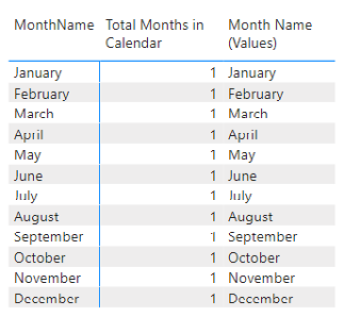 MonthName Total Months in Calendar Month Name (Values)
January 1 January
February 1 February
March 1 March
April 1 April
May 1 May
June 1 June
July 1 July
August 1 August
September 1 September
October 1 October
November 1 November
December 1 December